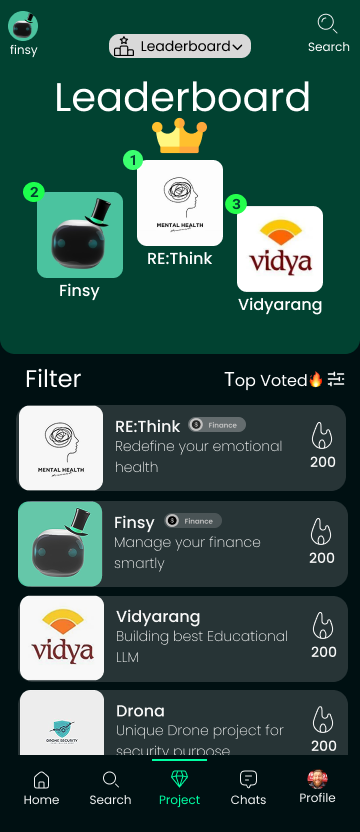 finsy
Leaderboard
Search
Leaderboard
1
MENTAL HEALTH
RE:Think
2
Finsy
3
vidya
Vidyarang
Filter
Top Voted🔥
MENTAL HEALTH
RE:Think
$ Finance
Redefine your emotional
health
200
Finsy
$ Finance
Manage your finance
smartly
200
vidya
Vidyarang
Building best Educational
LLM
200
DRONE SECURITY
Drona
Unique Drone project for
security purpose
200
Home
Search
Project
Chats
Profile